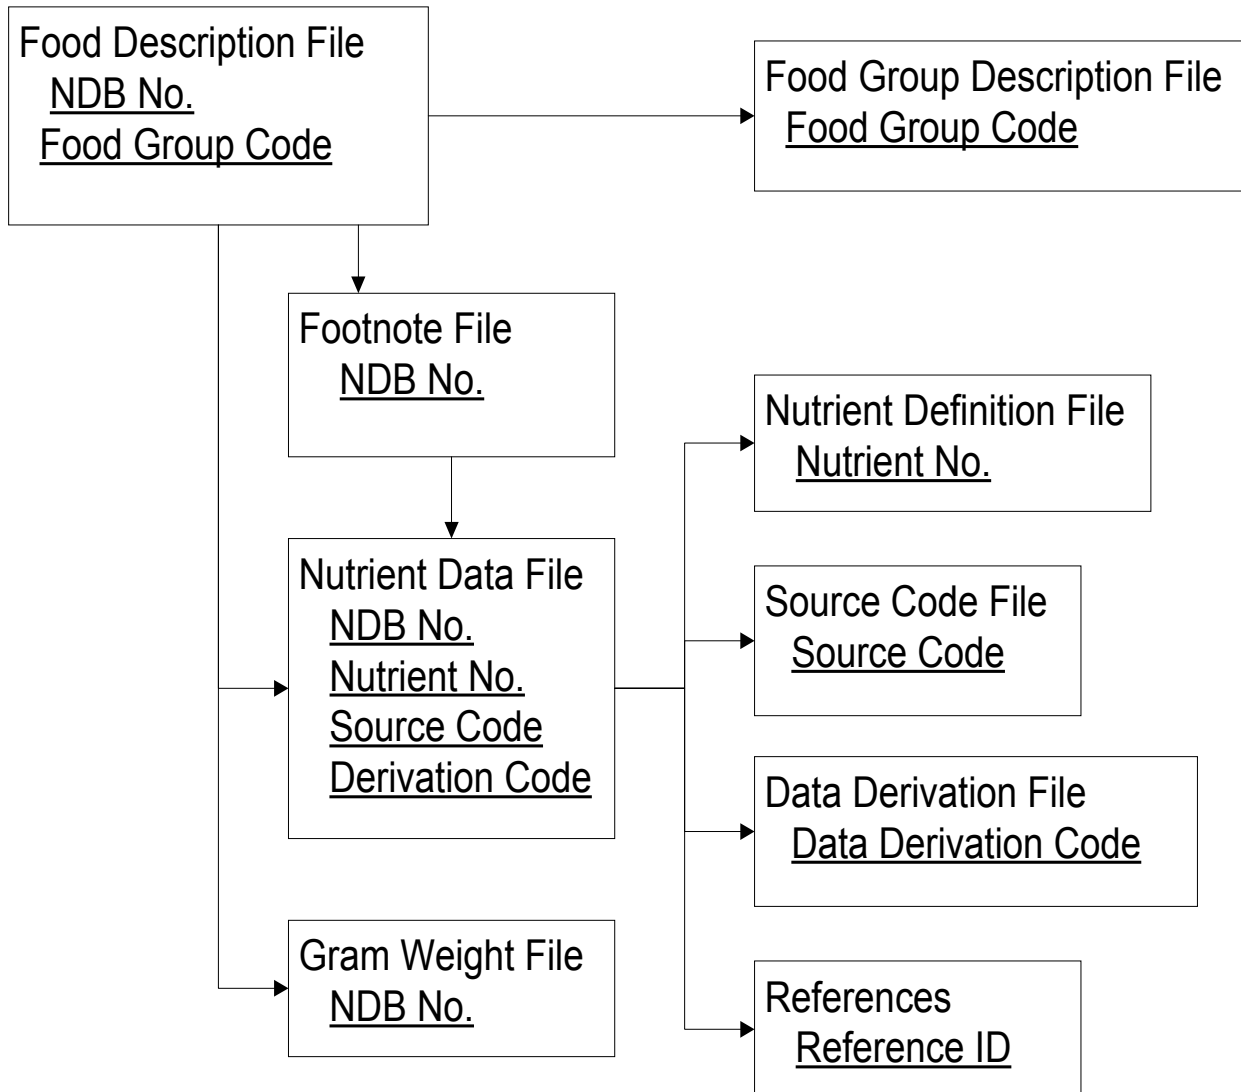 Food Description File
NDB No.
Food Group Code
Food Group Description File
Food Group Code
Footnote File
NDB No.
Nutrient Definition File
Nutrient No.
Nutrient Data File
NDB No.
Nutrient No.
Source Code
Derivation Code
Source Code File
Source Code
Data Derivation File
Data Derivation Code
Gram Weight File
NDB No.
References
Reference ID